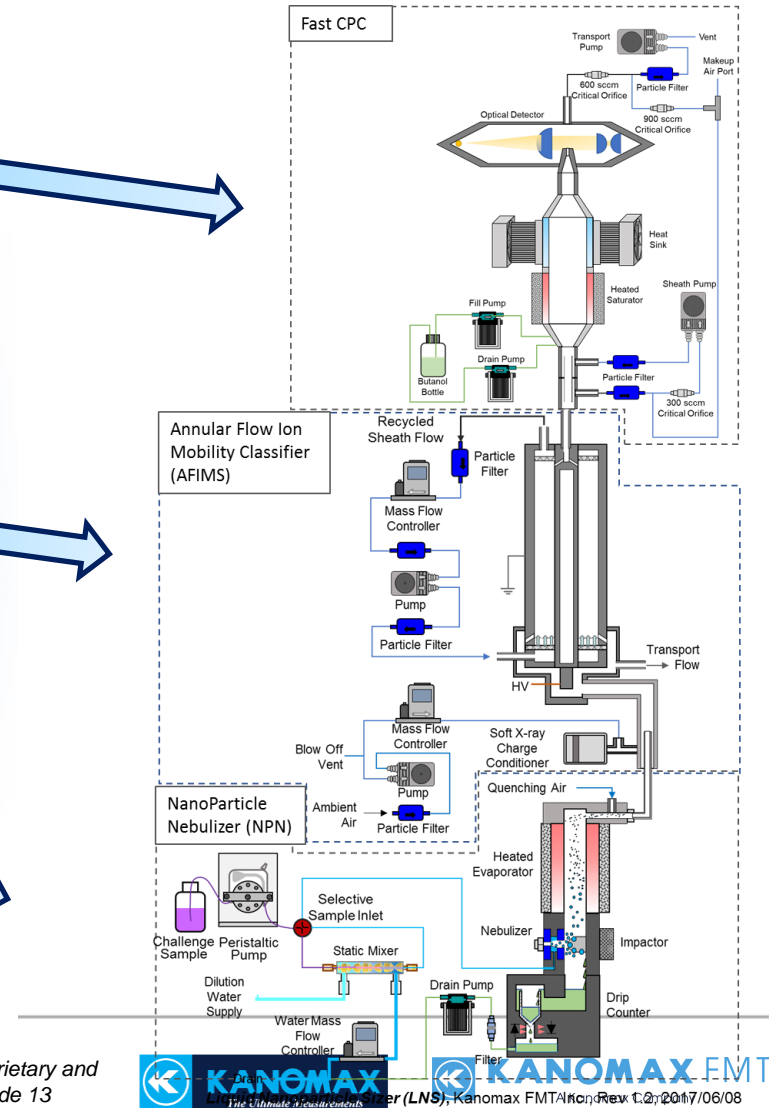 Fast CPC
Transport
Pump
Vent
Makeup
Air Port
600 sccm
Critical Orifice
Particle Filter
900 sccm
Critical Orifice
Optical Detector
Heat
Sink
Heated
Saturator
Sheath Pump
Fill Pump
Drain Pump
Butanol
Bottle
Particle Filter
300 sccm
Critical Orifice
Annular Flow Ion
Mobility Classifier
(AFIMS)
Recycled
Sheath Flow
Particle
Filter
Mass Flow
Controller
Pump
Particle Filter
Transport
Flow
HV
Mass Flow
Controller
Soft X-ray
Charge
Conditioner
Blow Off
Vent
Pump
Ambient
Air
Particle Filter
NanoParticle
Nebulizer (NPN)
Quenching Air
Heated
Evaporator
Selective
Sample Inlet
Nebulizer
Impactor
Challenge
Sample
Peristaltic
Pump
Static Mixer
Dilution
Water
Supply
Drain Pump
Drip
Counter
Water Mass
Flow
Controller
Filter
Drain
rietary and
de 13
KANOMAX
The Ultimate Measurements
KANOMAX FMT
Liquid Nanoparticle Sizer (LNS), Kanomax FMT, Inc., Rev 1.2, 2017/06/08